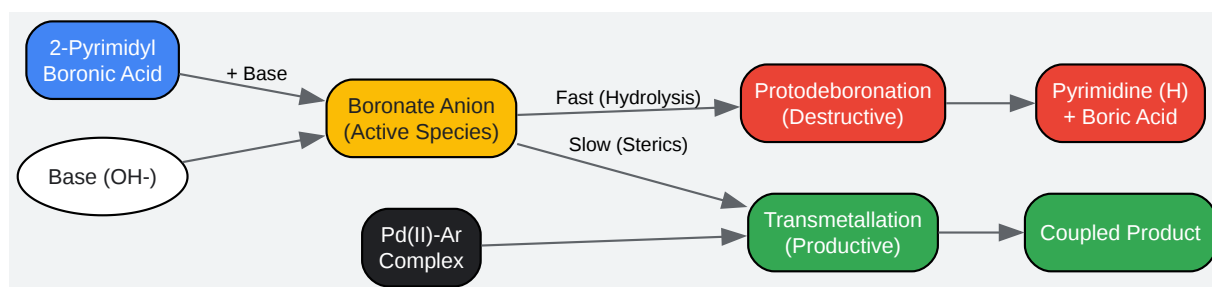 2-Pyrimidyl
Boronic Acid
+ Base
Base (OH-)
Boronate Anion
(Active Species)
Fast (Hydrolysis)
Slow (Sterics)
Pd(II)-Ar
Complex
Protodeboronation
(Destructive)
Pyrimidine (H)
+ Boric Acid
Transmetallation
(Productive)
Coupled Product